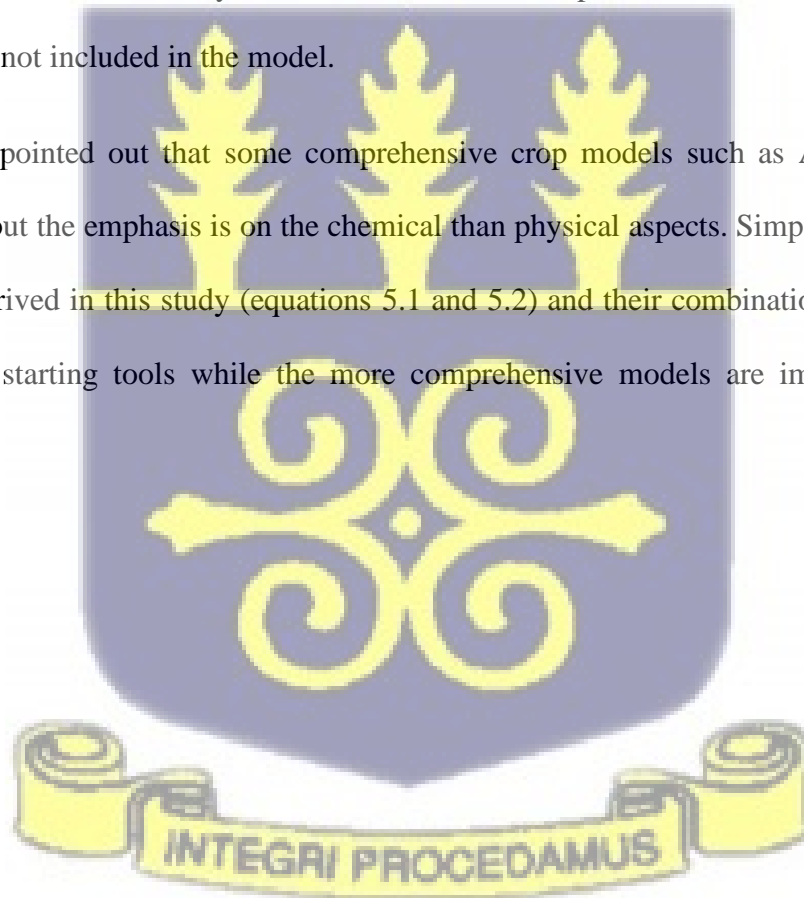 not included in the model.
pointed out that some comprehensive crop models such as
out the emphasis is on the chemical than physical aspects. Simp
rived in this study (equations 5.1 and 5.2) and their combinatio
starting tools while the more comprehensive models are im
INTEGRI PROCEDAMUS